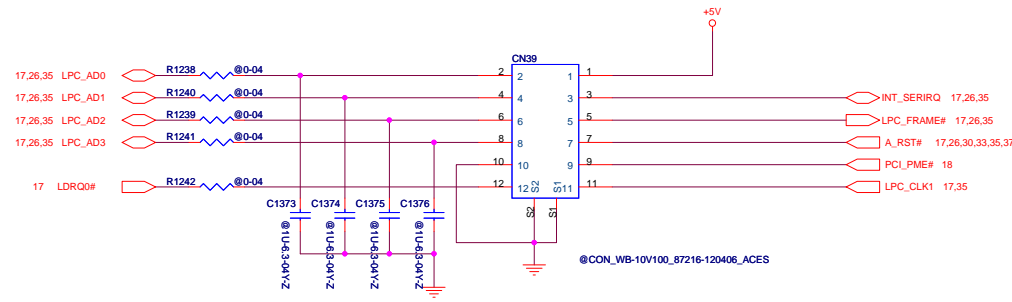 +5V
CN39
17,26,35 LPC_AD0 R1238 @0-04 2 2 1 1
17,26,35 LPC_AD1 R1240 @0-04 4 4 3 3 INT_SERIRQ 17,26,35
17,26,35 LPC_AD2 R1239 @0-04 6 6 5 5 LPC_FRAME# 17,26,35
17,26,35 LPC_AD3 R1241 @0-04 8 8 7 7 A_RST# 17,26,30,33,35,37
10 10 9 9 PCI_PME# 18
17 LDRQ0# R1242 @0-04 12 12 S2 S1 11 11 LPC_CLK1 17,35
C1373 C1374 C1375 C1376 S2 S1
@1U-6.3-04Y-Z @1U-6.3-04Y-Z @1U-6.3-04Y-Z @1U-6.3-04Y-Z
@CON_WB-10V100_87216-120406_ACES